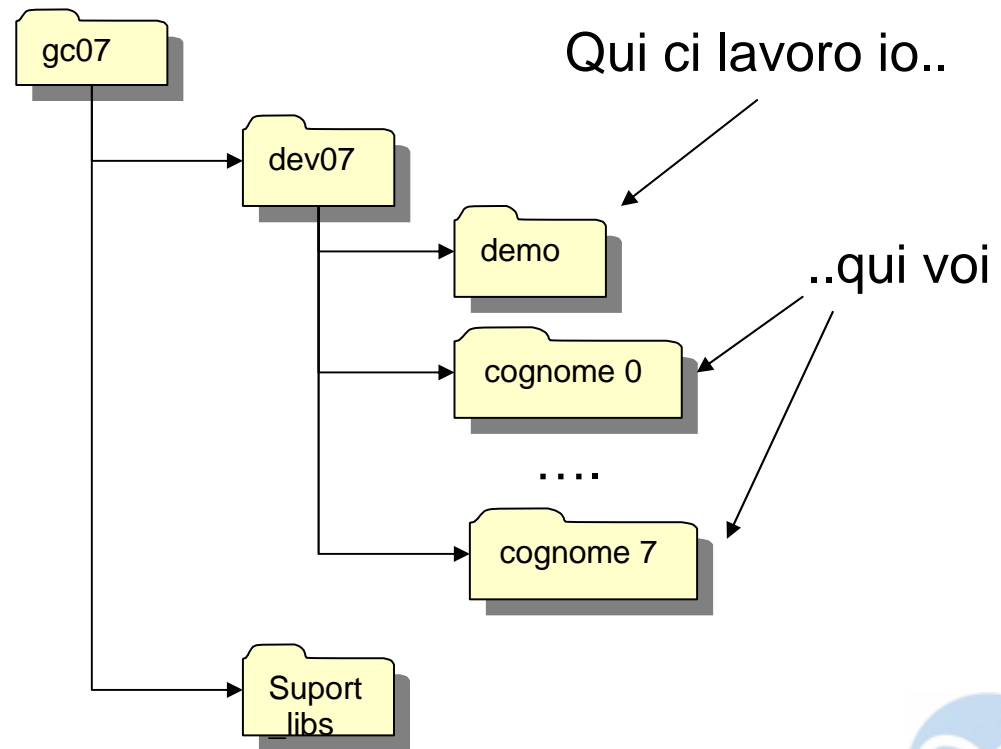 gc07
Qui ci lavoro io..
dev07
demo
..qui voi
cognome 0
....
cognome 7
Suport
_libs